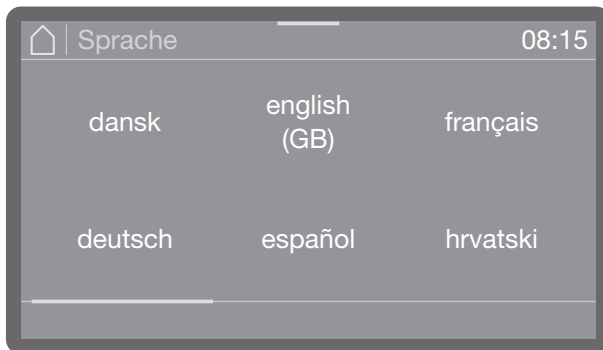 Sprache 08:15
dansk
english
(GB)
français
deutsch español hrvatski